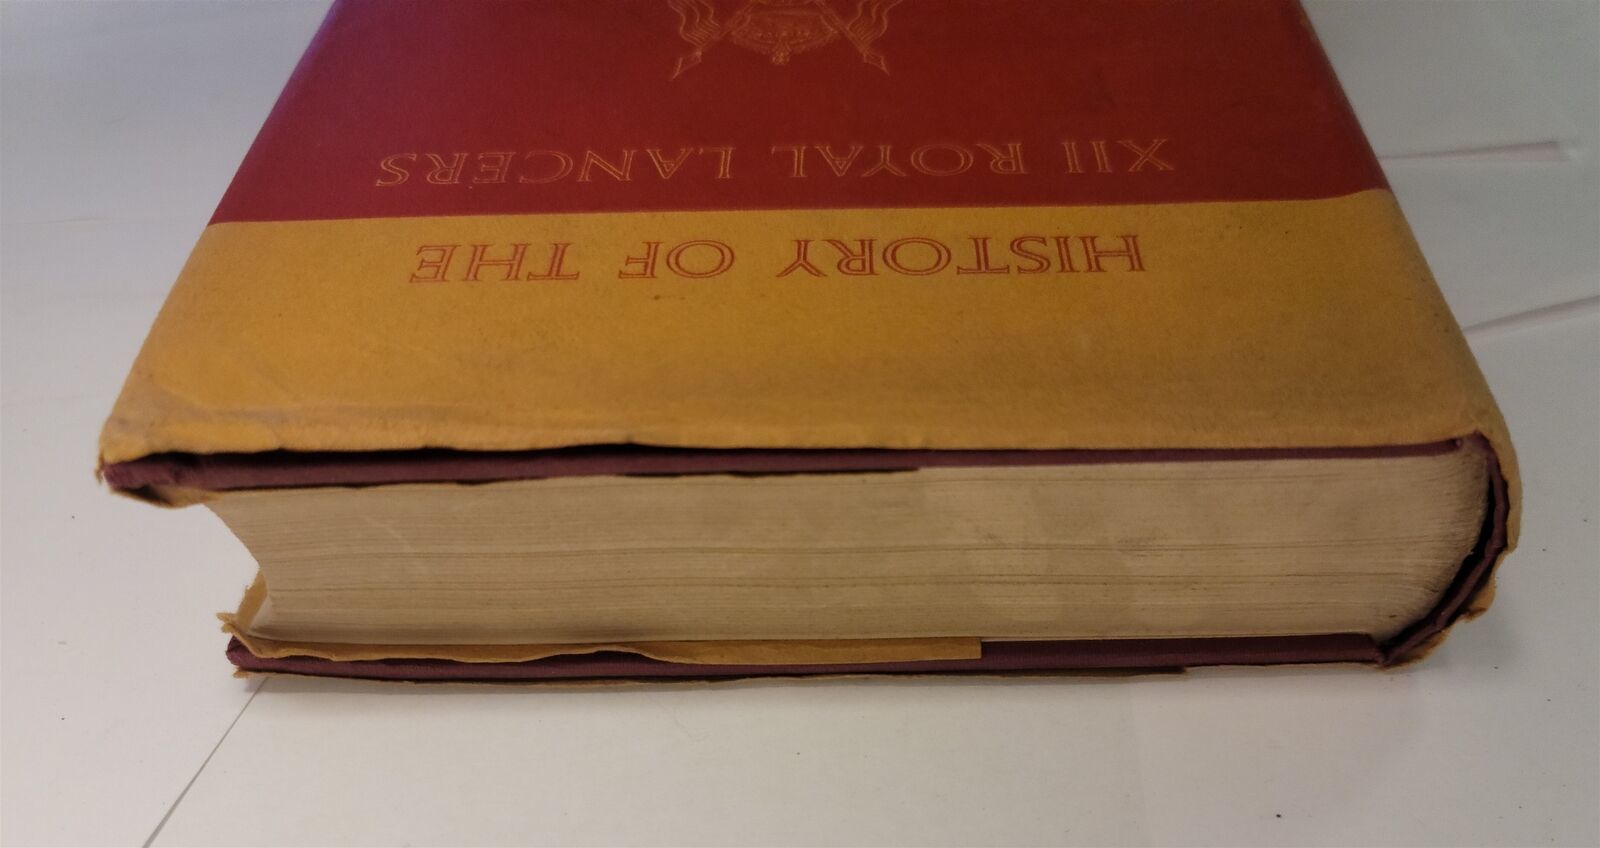 HISTORY OF THE
XII ROYAL LANCERS